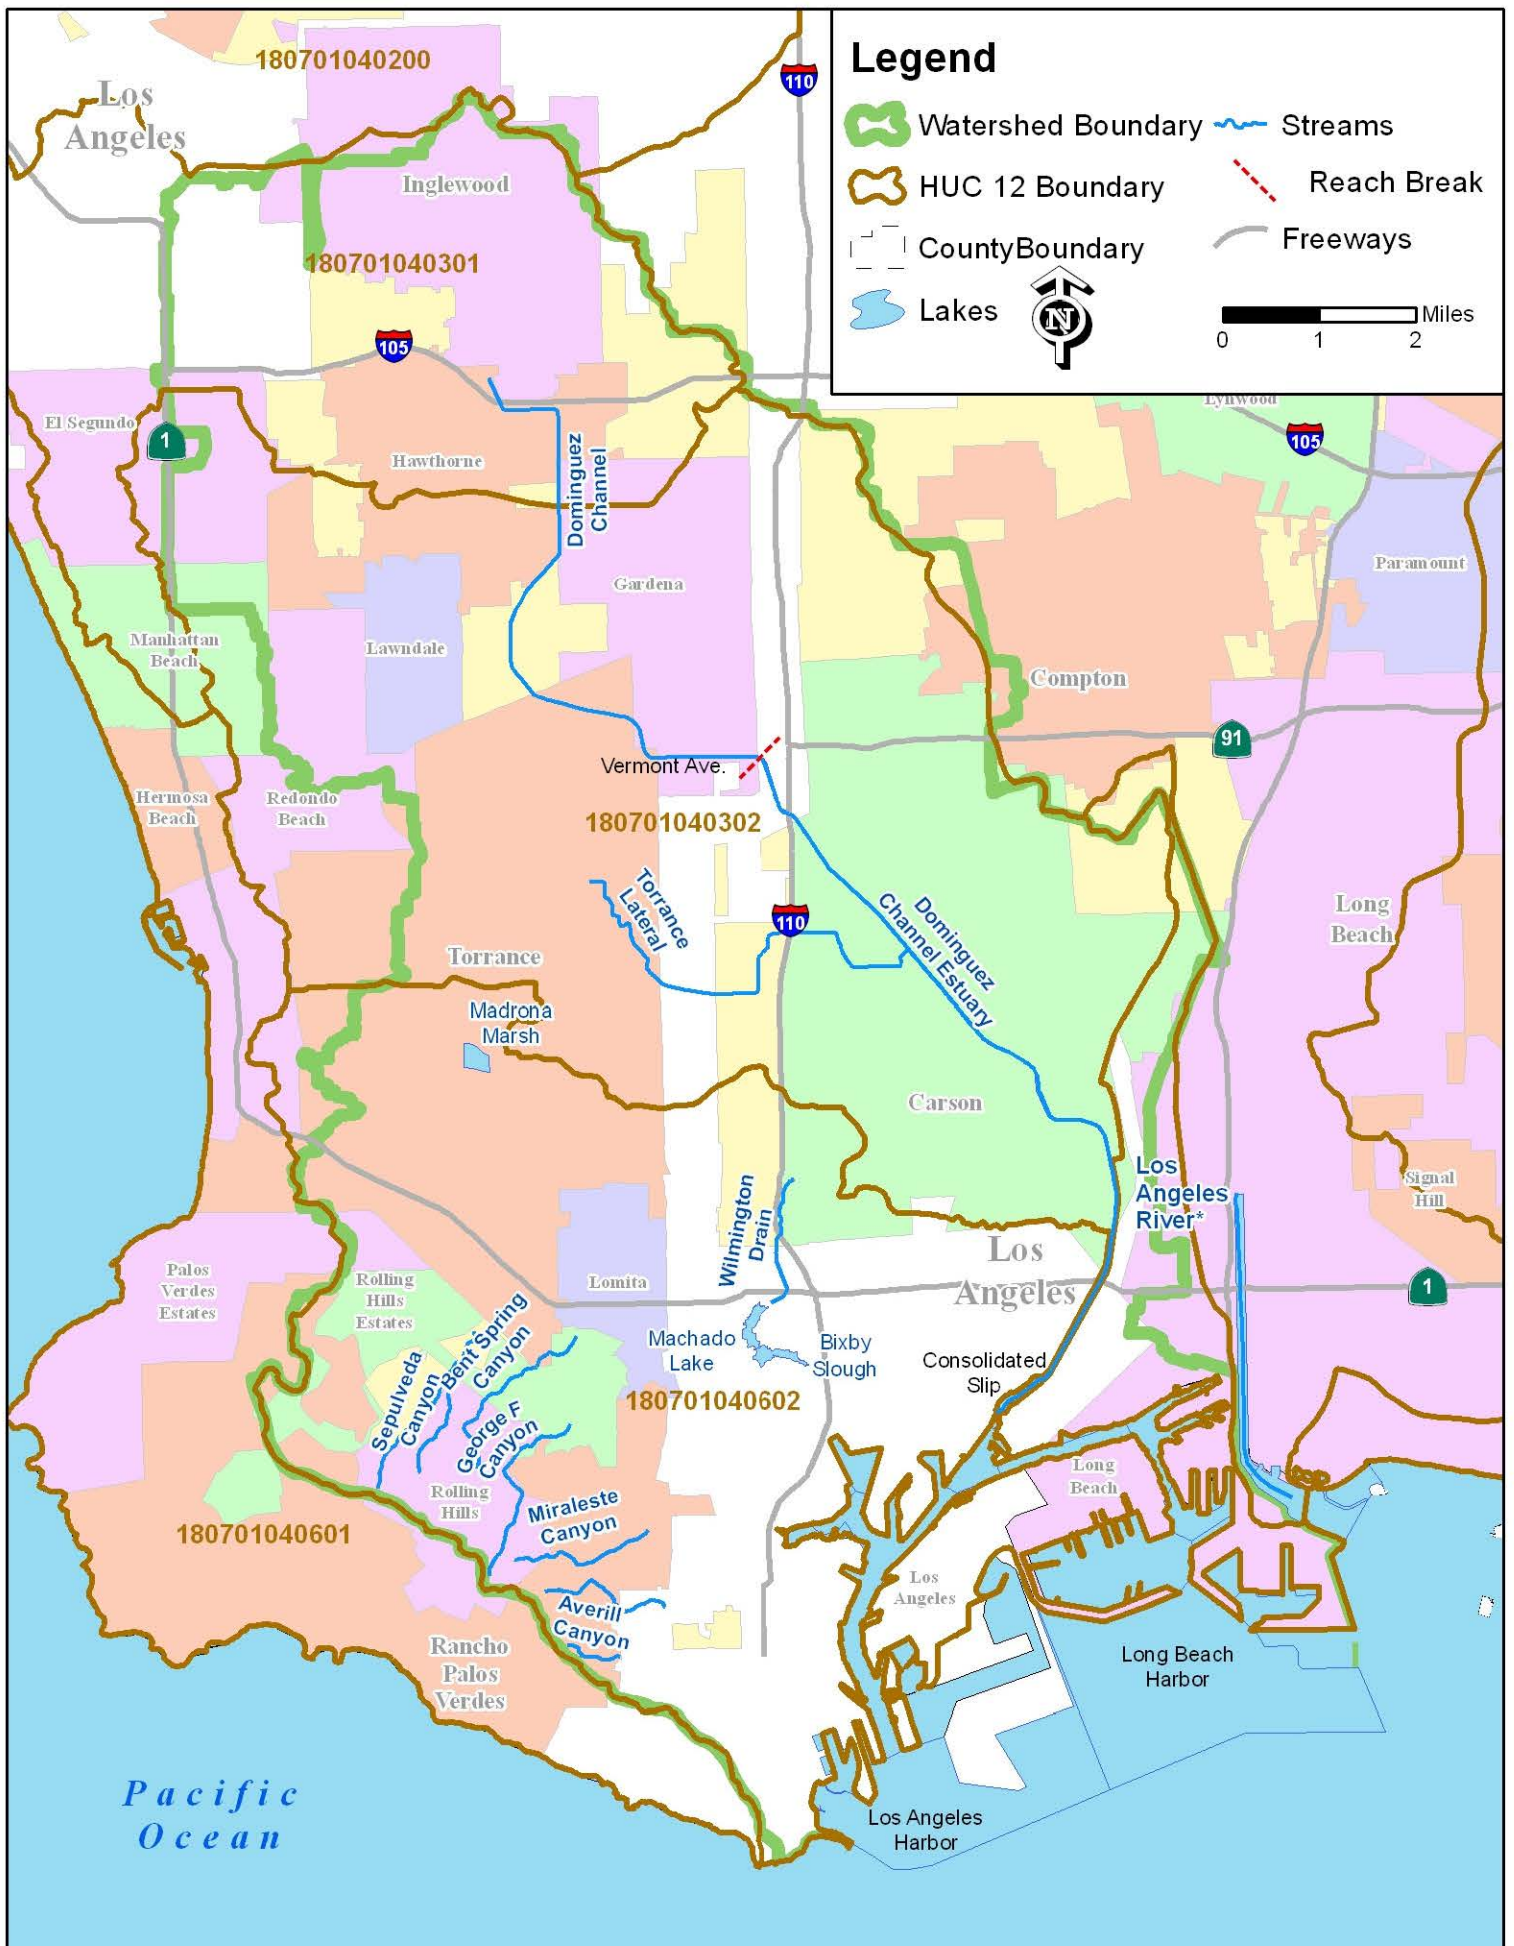 180701040200
Los
Angeles
110
Legend
Watershed Boundary
Streams
HUC 12 Boundary
Reach Break
CountyBoundary
Freeways
Lakes
N
Miles
0 1 2
Inglewood
180701040301
105
El Segundo
1
Hawthorne
Dominguez
Channel
Lynwood
105
Gardena
Paramount
Manhattan
Beach
Lawndale
Compton
91
Vermont Ave.
Hermosa
Beach
Redondo
Beach
180701040302
Torrance
Lateral
110
Dominguez
Channel Estuary
Long
Beach
Torrance
Madrona
Marsh
Carson
Los
Angeles
River*
Signal
Hill
Wilmington
Drain
Los
Angeles
Palos
Verdes
Estates
Rolling
Hills
Estates
Lomita
1
Machado
Lake
Bixby
Slough
Consolidated
Slip
Sepulveda
Canyon
Bent Spring
Canyon
180701040602
George F
Canyon
Rolling
Hills
Long
Beach
180701040601
Miraleste
Canyon
Los
Angeles
Averill
Canyon
Rancho
Palos
Verdes
Long Beach
Harbor
Pacific
Ocean
Los Angeles
Harbor